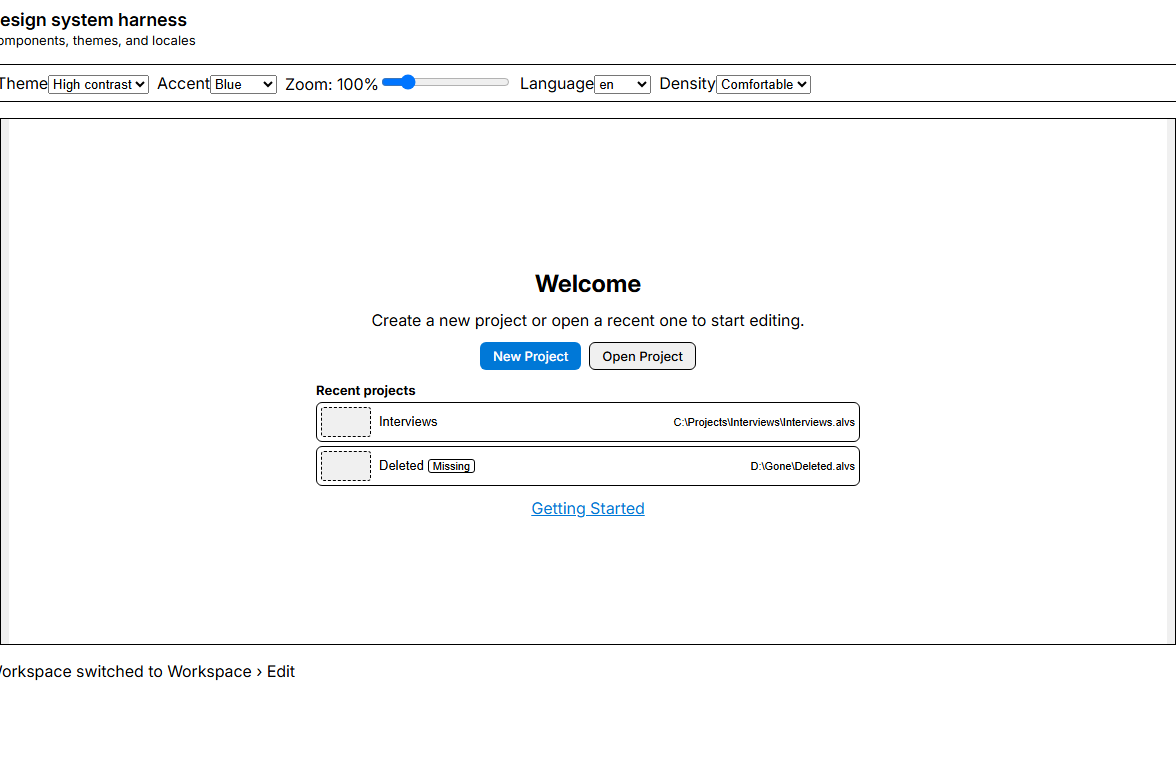 esign system harness
omponents, themes, and locales
Theme High contrast Accent Blue Zoom: 100% Language en Density Comfortable
Welcome
Create a new project or open a recent one to start editing.
New Project Open Project
Recent projects
Interviews C:\Projects\Interviews\Interviews.alvs
Deleted Missing D:\Gone\Deleted.alvs
Getting Started
orkspace switched to Workspace › Edit